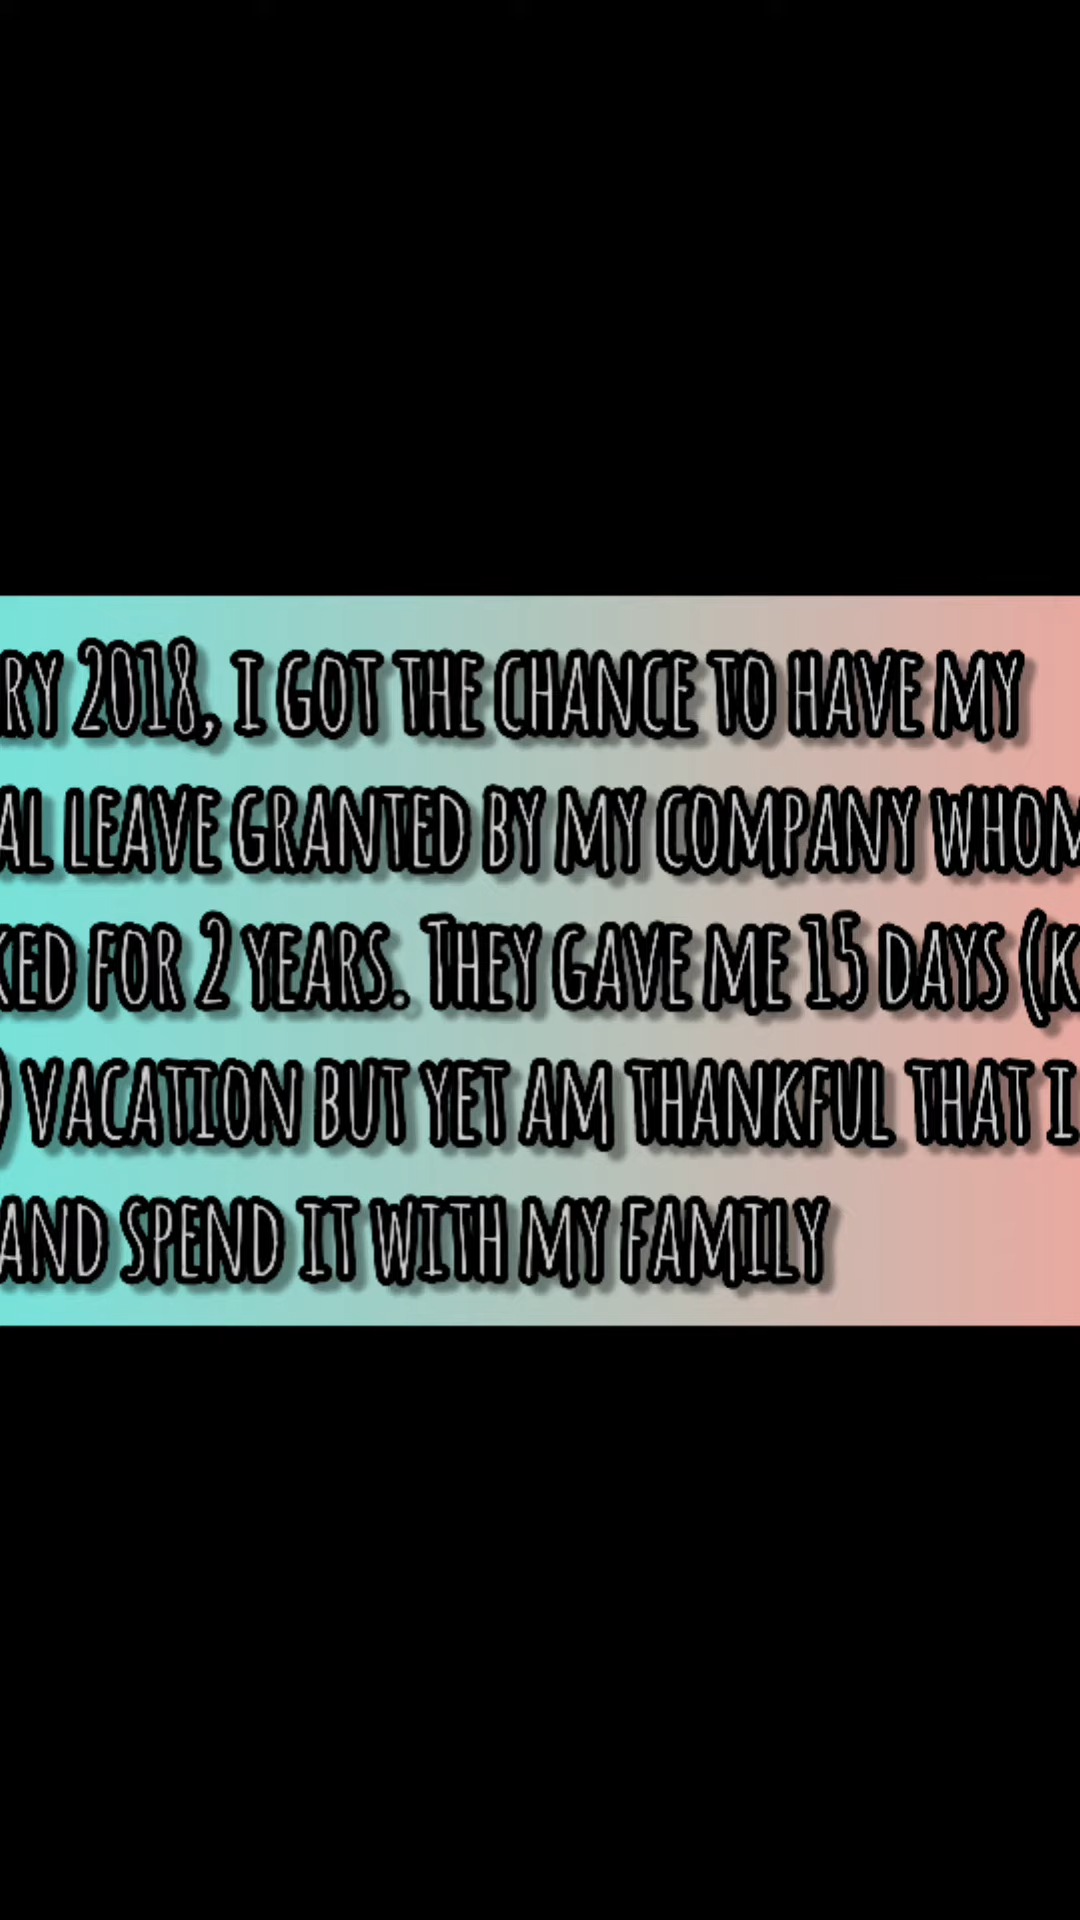 RY 2018, I GOT THE CHANCE TO HAVE MY
AL LEAVE GRANTED BY MY COMPANY WHOM
KED FOR 2 YEARS. THEY GAVE ME 15 DAYS (K
) VACATION BUT YET AM THANKFUL THAT I
AND SPEND IT WITH MY FAMILY